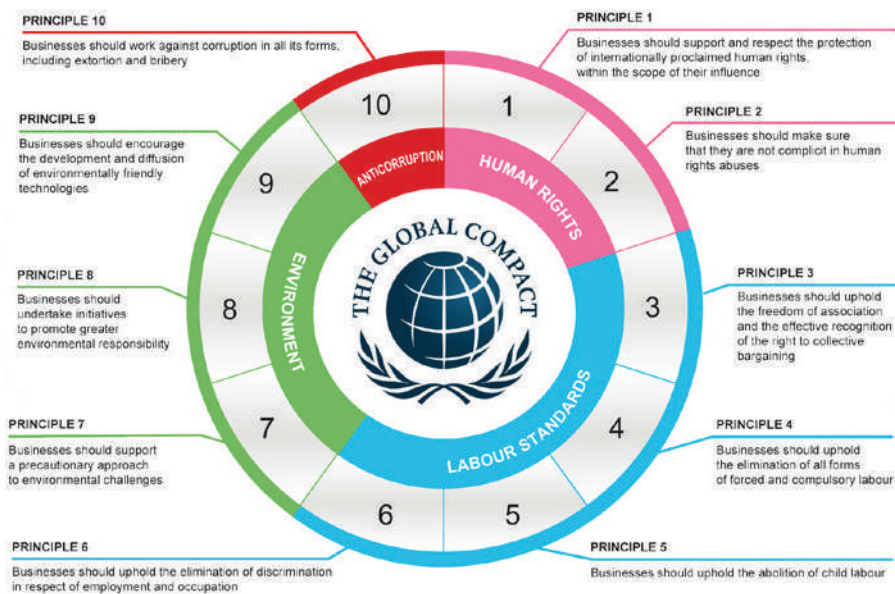 PRINCIPLE 10
Businesses should work against corruption in all its forms,
including extortion and bribery
PRINCIPLE 1
Businesses should support and respect the protection
of internationally proclaimed human rights,
within the scope of their influence
PRINCIPLE 9
Businesses should encourage
the development and diffusion
of environmentally friendly
technologies
PRINCIPLE 2
Businesses should make sure
that they are not complicit in human
rights abuses
PRINCIPLE 8
Businesses should
undertake initiatives
to promote greater
environmental responsibility
PRINCIPLE 3
Businesses should uphold
the freedom of association
and the effective recognition
of the right to collective
bargaining
PRINCIPLE 7
Businesses should support
a precautionary approach
to environmental challenges
PRINCIPLE 4
Businesses should uphold
the elimination of all forms
of forced and compulsory labour
PRINCIPLE 6
Businesses should uphold the elimination of discrimination
in respect of employment and occupation
PRINCIPLE 5
Businesses should uphold the abolition of child labour
10
1
2
3
4
5
6
7
8
9
ANTICORRUPTION
HUMAN RIGHTS
LABOUR STANDARDS
ENVIRONMENT
THE GLOBAL COMPACT